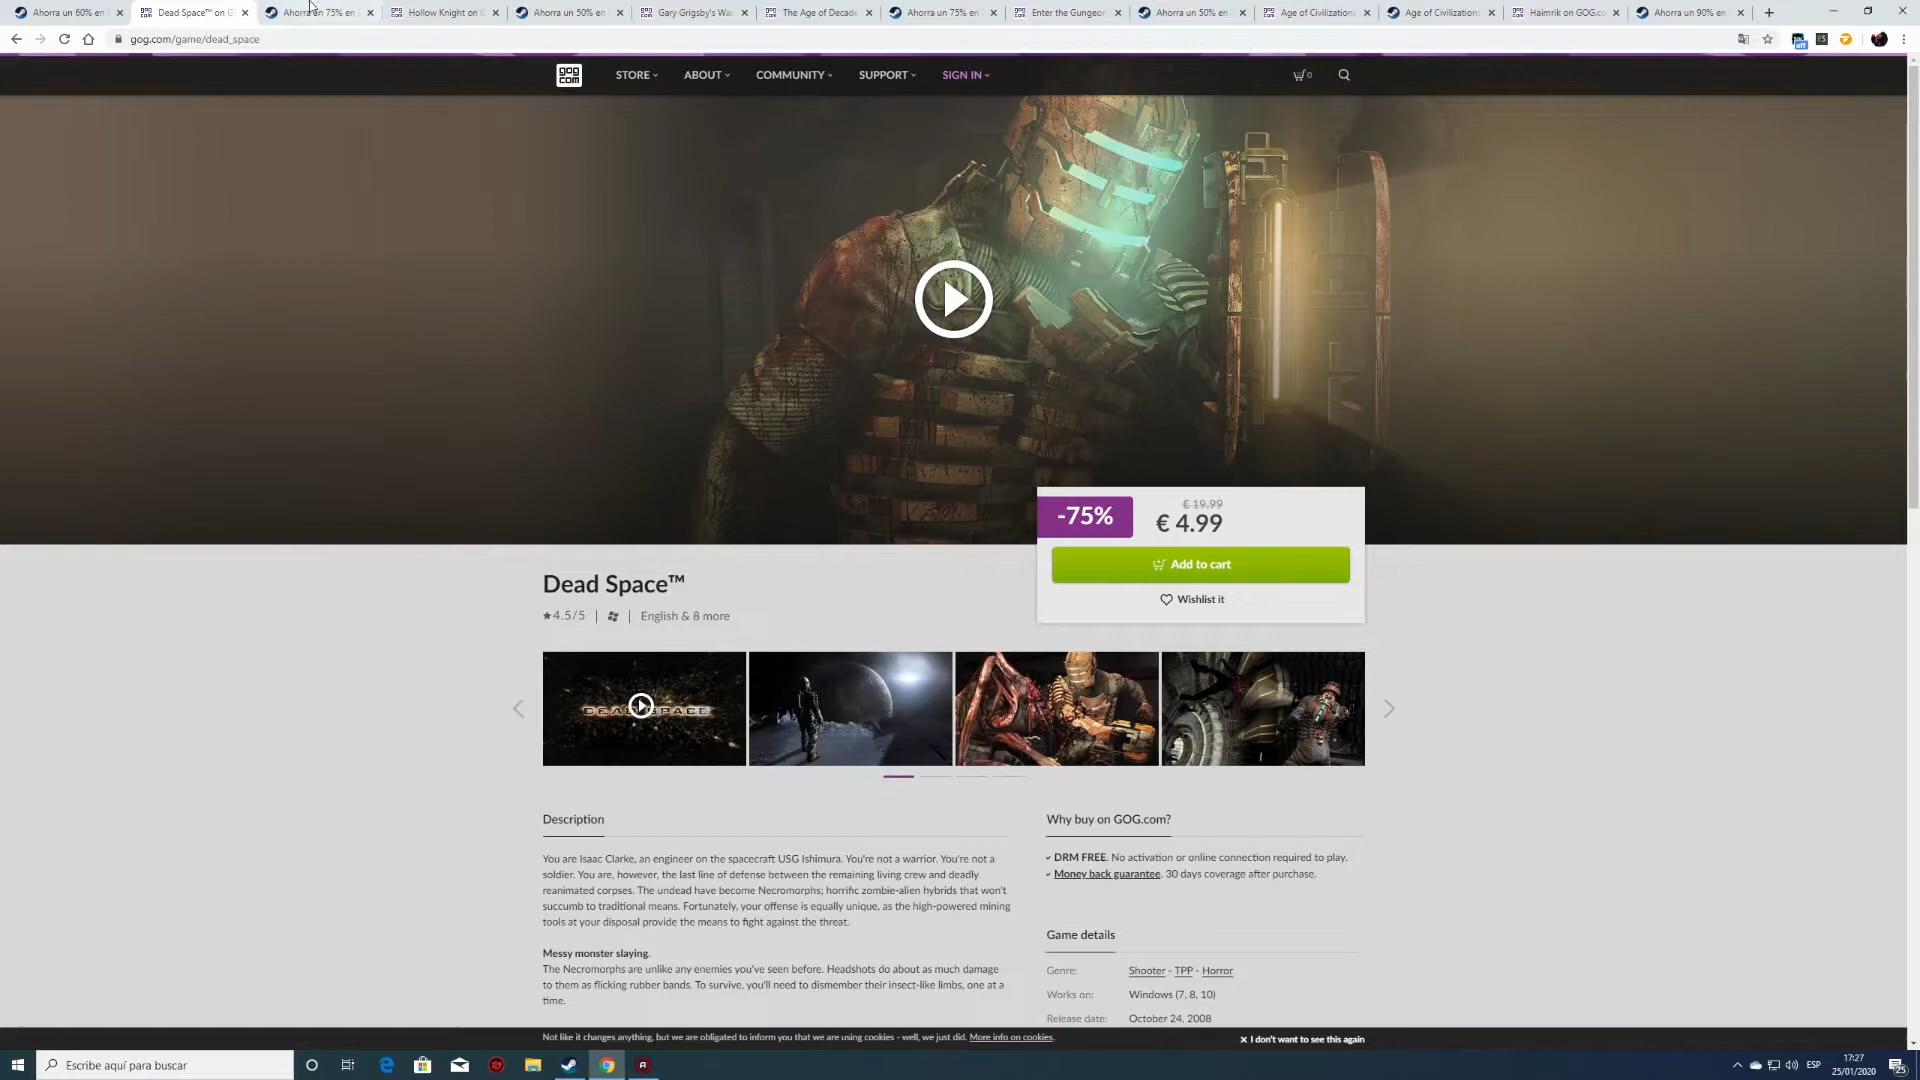 Ahorra un 60% en
Dead Space™ on G
Ahorra un 75% en
Hollow Knight on G
Ahorra un 50% en
Gary Grigsby's War
The Age of Decade
Ahorra un 75% en
Enter the Gungeon
Ahorra un 50% en
Age of Civilization
Age of Civilization
Haimrik on GOG.co
Ahorra un 90% en
gog.com/game/dead_space
gog com
STORE
ABOUT
COMMUNITY
SUPPORT
SIGN IN
0
-75%
€ 19.99
€ 4.99
Add to cart
Wishlist it
Dead Space™
4.5/5 | | English & 8 more
DEAD SPACE
Description
You are Isaac Clarke, an engineer on the spacecraft USG Ishimura. You're not a warrior. You're not a
soldier. You are, however, the last line of defense between the remaining living crew and deadly
reanimated corpses. The undead have become Necromorphs; horrific zombie-alien hybrids that won't
succumb to traditional means. Fortunately, your offense is equally unique, as the high-powered mining
tools at your disposal provide the means to fight against the threat.
Messy monster slaying.
The Necromorphs are unlike any enemies you've seen before. Headshots do about as much damage
to them as flicking rubber bands. To survive, you'll need to dismember their insect-like limbs, one at a
time.
Why buy on GOG.com?
DRM FREE. No activation or online connection required to play.
Money back guarantee. 30 days coverage after purchase.
Game details
Genre: Shooter - TPP - Horror
Works on: Windows (7, 8, 10)
Release date: October 24, 2008
Not like it changes anything, but we are obligated to inform you that we are using cookies - well, we just did. More info on cookies.
I don't want to see this again
Escribe aquí para buscar
ESP
17:27
25/01/2020
25